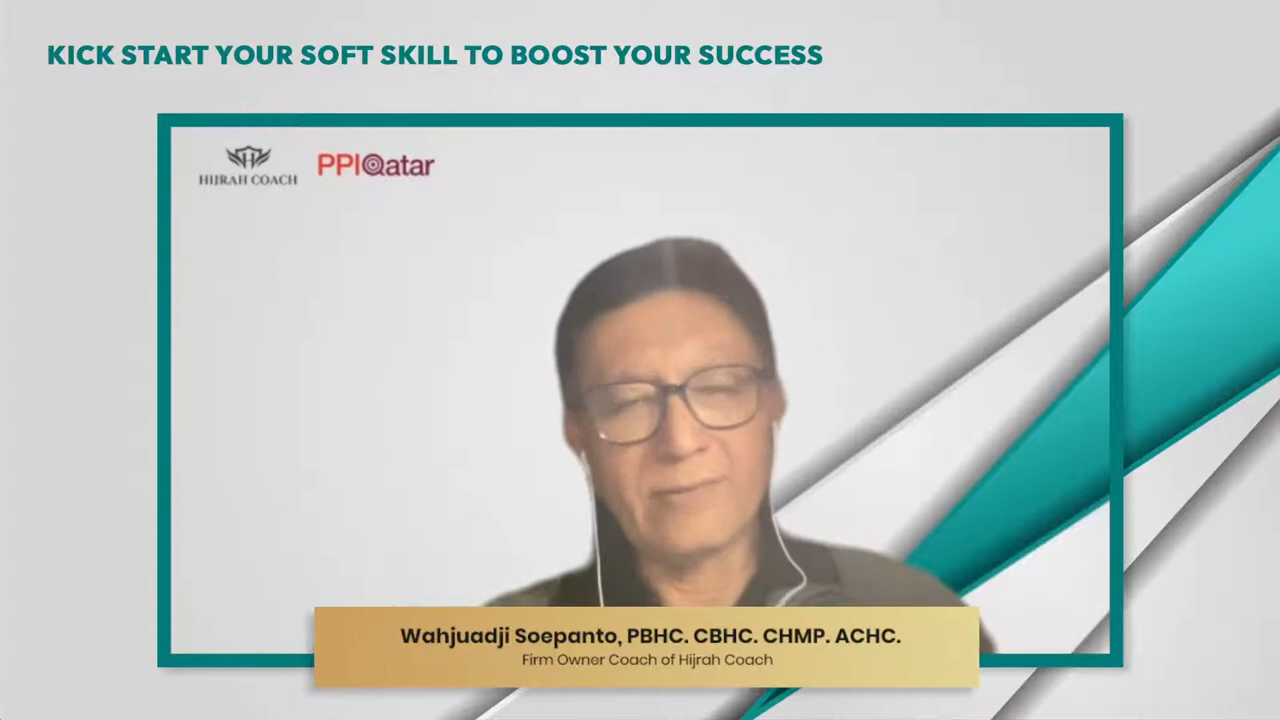 KICK START YOUR SOFT SKILL TO BOOST YOUR SUCCESS
HIJRAH COACH
PPIQatar
Wahjuadji Soepanto, PBHC. CBHC. CHMP. ACHC.
Firm Owner Coach of Hijrah Coach